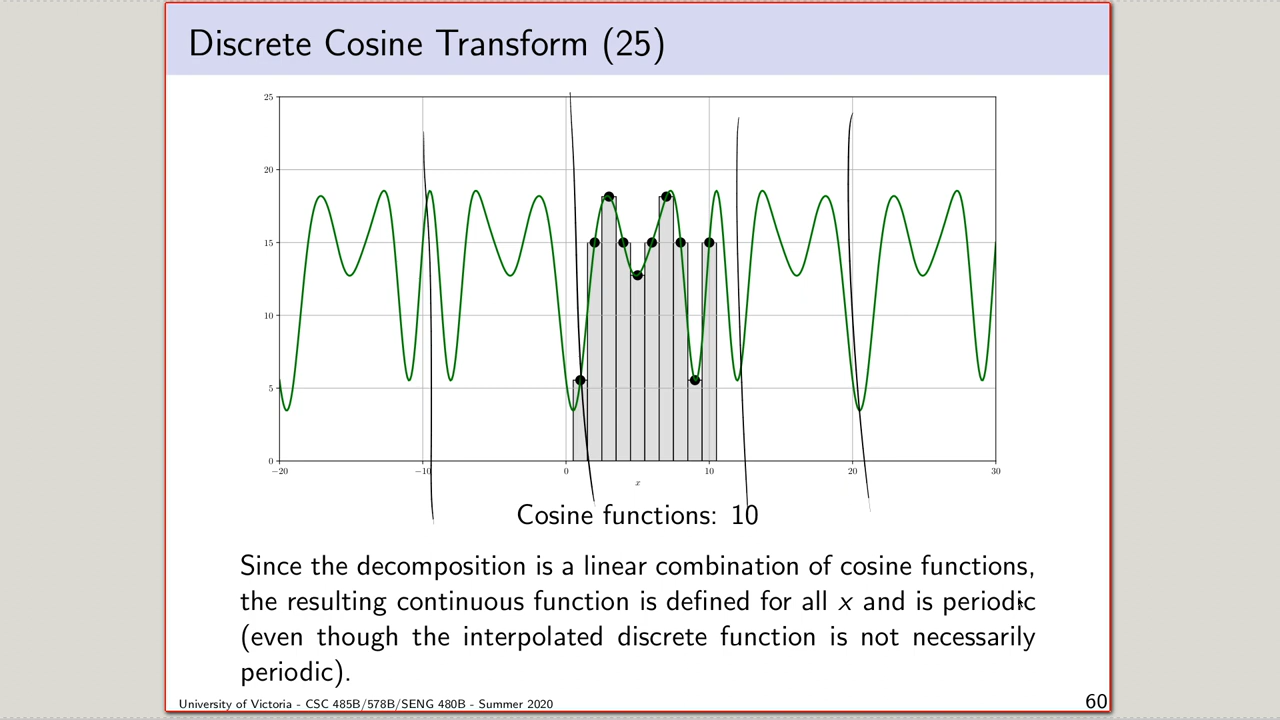 Discrete Cosine Transform (25)
25
20
15
10
5
0
−20
−10
0
10
20
30
x
Cosine functions: 10
Since the decomposition is a linear combination of cosine functions,
the resulting continuous function is defined for all x and is periodic
(even though the interpolated discrete function is not necessarily
periodic).
University of Victoria - CSC 485B/578B/SENG 480B - Summer 2020
60